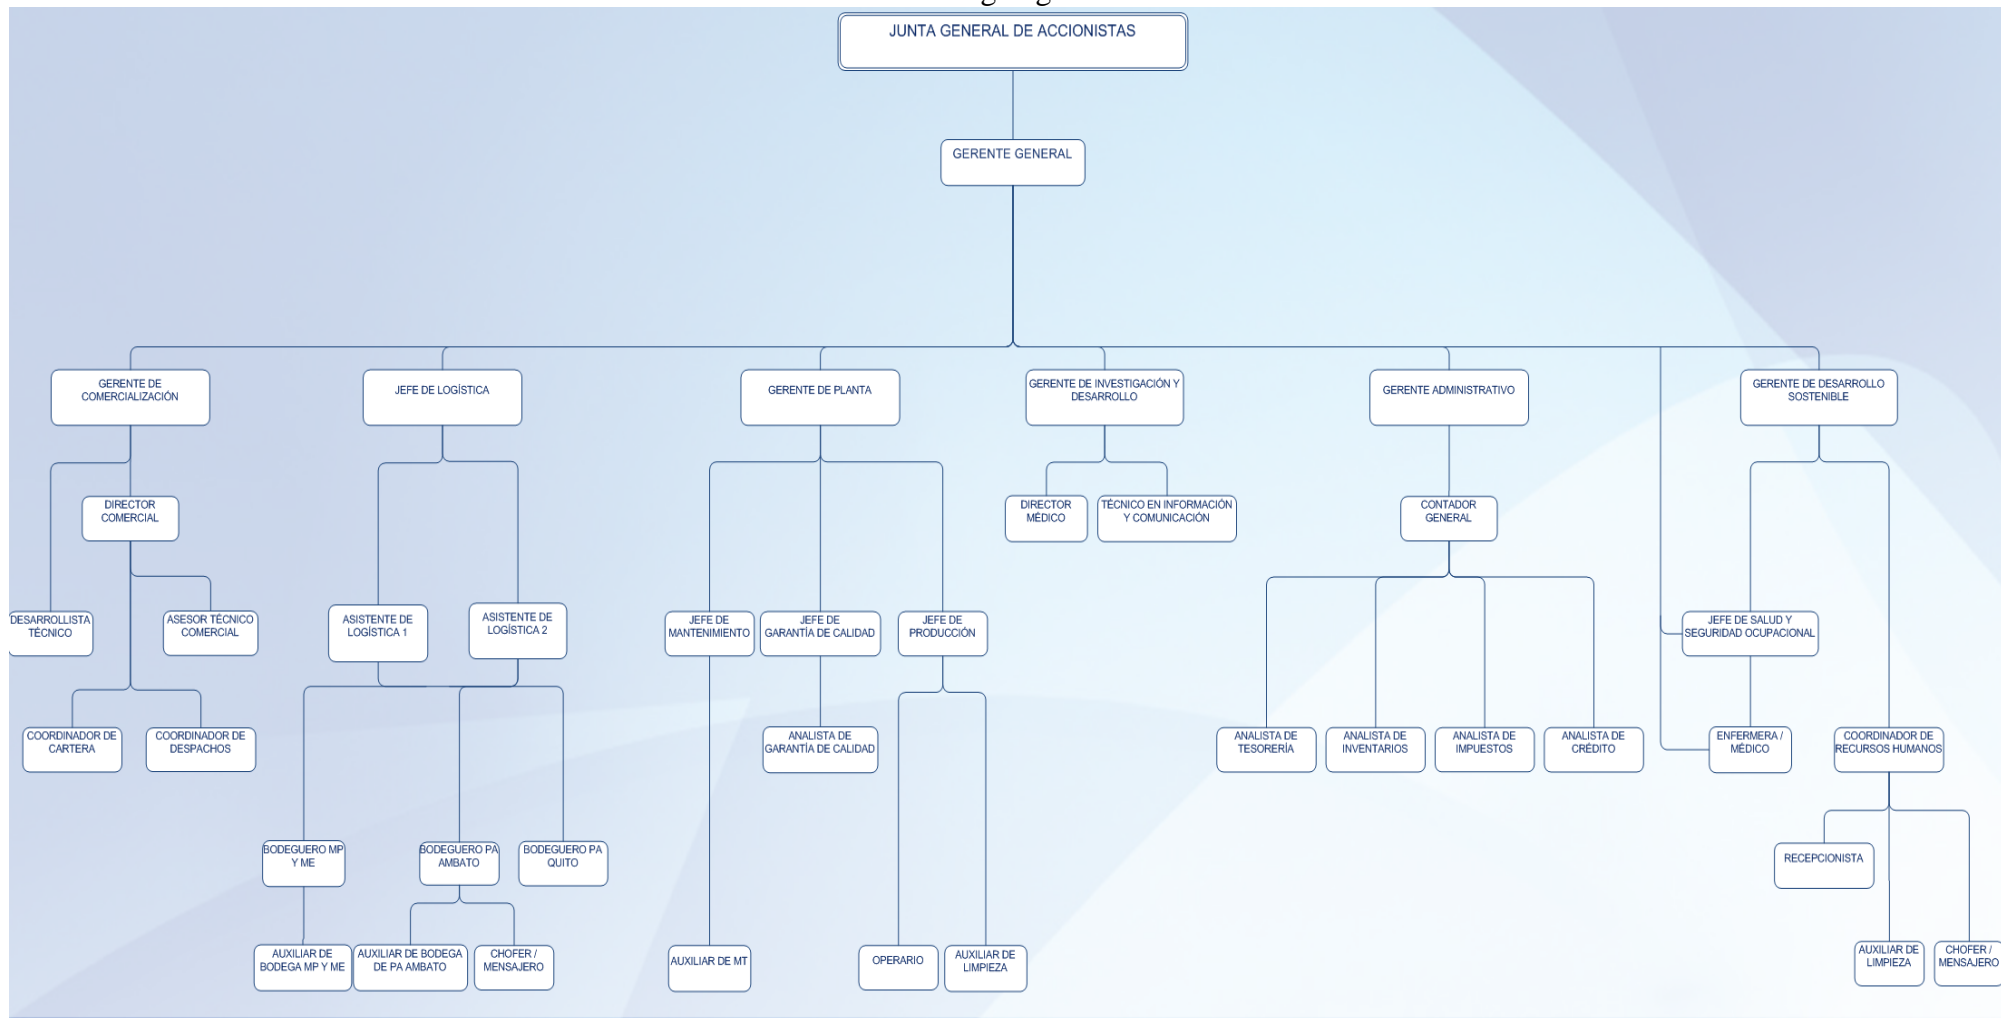 JUNTA GENERAL DE ACCIONISTAS
GERENTE GENERAL
GERENTE DE
COMERCIALIZACIÓN
JEFE DE LOGÍSTICA
GERENTE DE PLANTA
GERENTE DE INVESTIGACIÓN Y
DESARROLLO
GERENTE ADMINISTRATIVO
GERENTE DE DESARROLLO
SOSTENIBLE
DIRECTOR
COMERCIAL
DIRECTOR
MÉDICO
TÉCNICO EN INFORMACIÓN
Y COMUNICACIÓN
CONTADOR
GENERAL
DESARROLLISTA
TÉCNICO
ASESOR TÉCNICO
COMERCIAL
ASISTENTE DE
LOGÍSTICA 1
ASISTENTE DE
LOGÍSTICA 2
JEFE DE
MANTENIMIENTO
JEFE DE
GARANTÍA DE CALIDAD
JEFE DE
PRODUCCIÓN
JEFE DE SALUD Y
SEGURIDAD OCUPACIONAL
COORDINADOR DE
CARTERA
COORDINADOR DE
DESPACHOS
ANALISTA DE
GARANTÍA DE CALIDAD
ANALISTA DE
TESORERÍA
ANALISTA DE
INVENTARIOS
ANALISTA DE
IMPUESTOS
ANALISTA DE
CRÉDITO
ENFERMERA /
MÉDICO
COORDINADOR DE
RECURSOS HUMANOS
BODEGUERO MP
Y ME
BODEGUERO PA
AMBATO
BODEGUERO PA
QUITO
RECEPCIONISTA
AUXILIAR DE
BODEGA MP Y ME
AUXILIAR DE BODEGA
DE PA AMBATO
CHOFER /
MENSAJERO
AUXILIAR DE MT
OPERARIO
AUXILIAR DE
LIMPIEZA
AUXILIAR DE
LIMPIEZA
CHOFER /
MENSAJERO